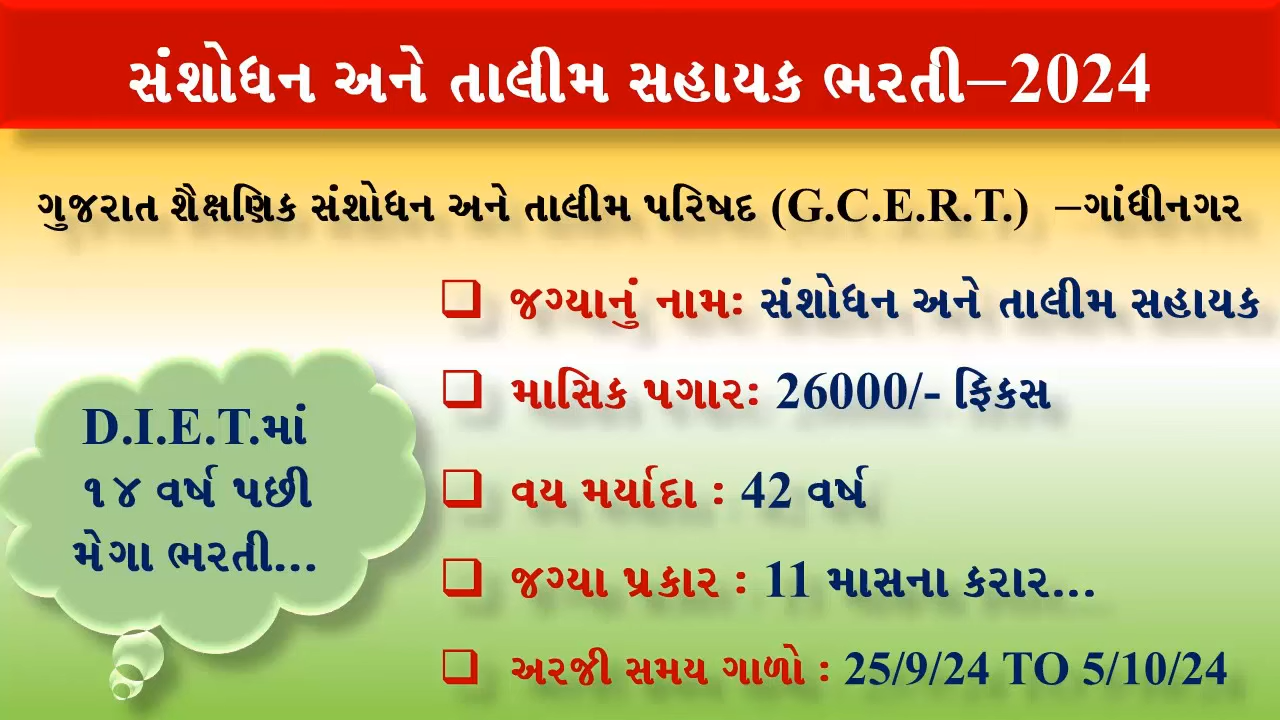 સંશોધન અને તાલીમ સહાયક ભરતી–2024
ગુજરાત શૈક્ષણિક સંશોધન અને તાલીમ પરિષદ (G.C.E.R.T.) –ગાંધીનગર
જગ્યાનું નામઃ સંશોધન અને તાલીમ સહાયક
માસિક પગારઃ 26000/- ફિકસ
વય મર્યાદા : 42 વર્ષ
જગ્યા પ્રકાર : 11 માસના કરાર...
અરજી સમય ગાળો : 25/9/24 TO 5/10/24
D.I.E.T.માં
૧૪ વર્ષ પછી
મેગા ભરતી...